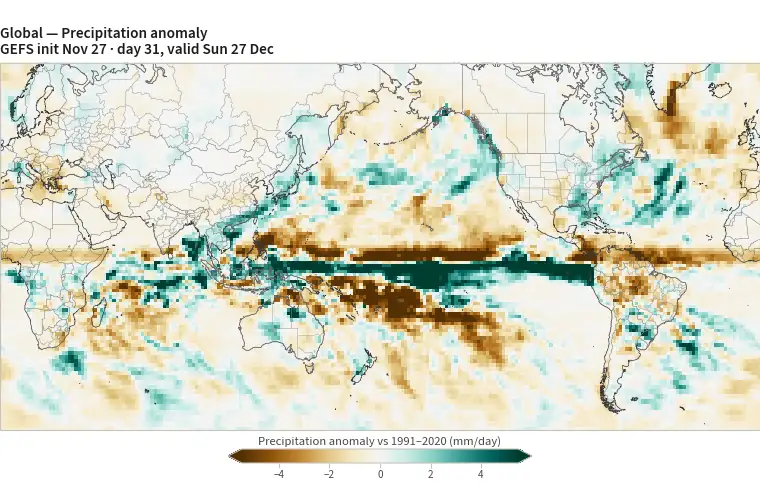 Global — Precipitation anomaly
GEFS init Nov 27 · day 31, valid Sun 27 Dec
Precipitation anomaly vs 1991–2020 (mm/day)
−4 −2 0 2 4